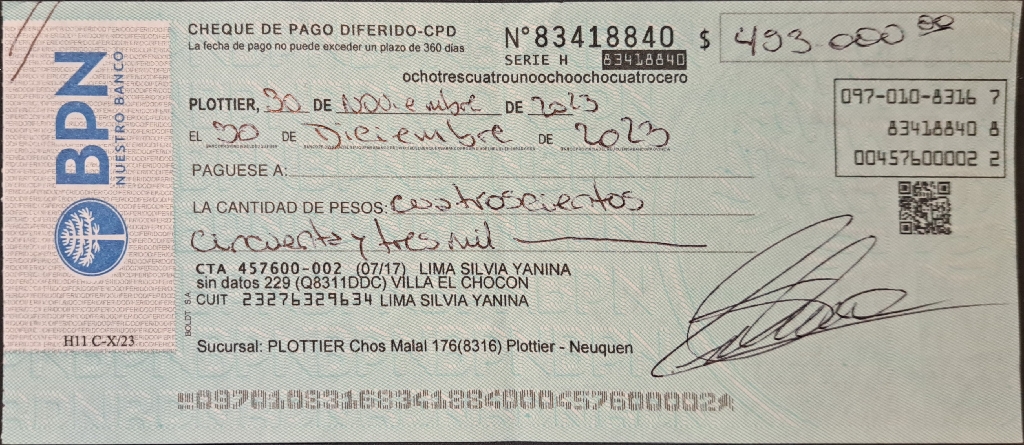 CHEQUE DE PAGO DIFERIDO-CPD
La fecha de pago no puede exceder un plazo de 360 días
Nº83418840 $ 493.000 00
SERIE H 83418840
ochotrescuatrounoochoochocuatrocero
BPN
NUESTRO BANCO
PLOTTIER, 30 DE Noviembre DE 2023
EL 30 DE Diciembre DE 2023
097-010-8316 7
83418840 8
00457600002 2
PAGUESE A:
LA CANTIDAD DE PESOS: cuatroscientos
cincuenta y tres mil
CTA 457600-002 (07/17) LIMA SILVIA YANINA
sin datos 229 (Q8311DDC) VILLA EL CHOCON
CUIT 23276329634 LIMA SILVIA YANINA
BOLDT S.A
H11 C-X/23
Sucursal: PLOTTIER Chos Malal 176(8316) Plottier - Neuquen
09701083168341884000457600002